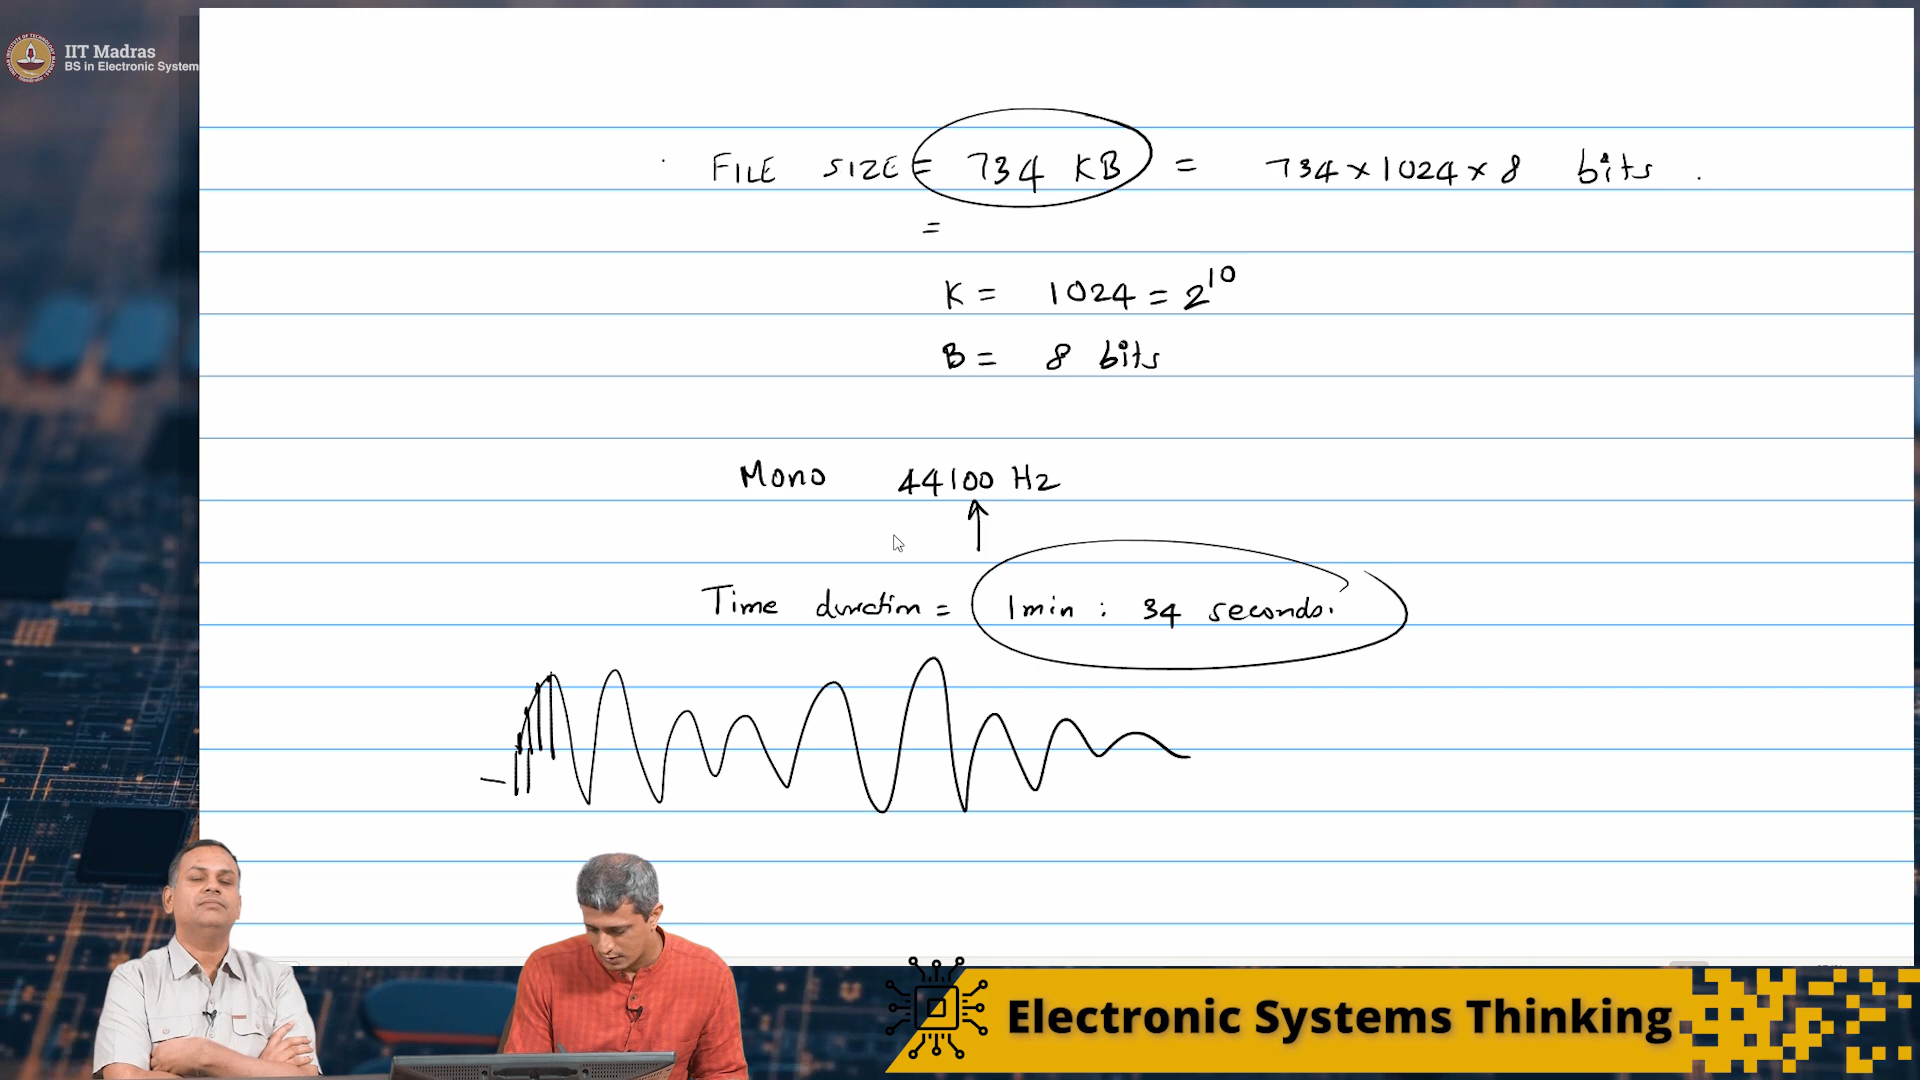 IIT Madras
BS in Electronic System
FILE SIZE = 734 KB = 734 × 1024 × 8 bits .
=
K = 1024 = 2^10
B = 8 bits
Mono 44100 Hz
Time duration = 1min : 34 seconds.
Electronic Systems Thinking